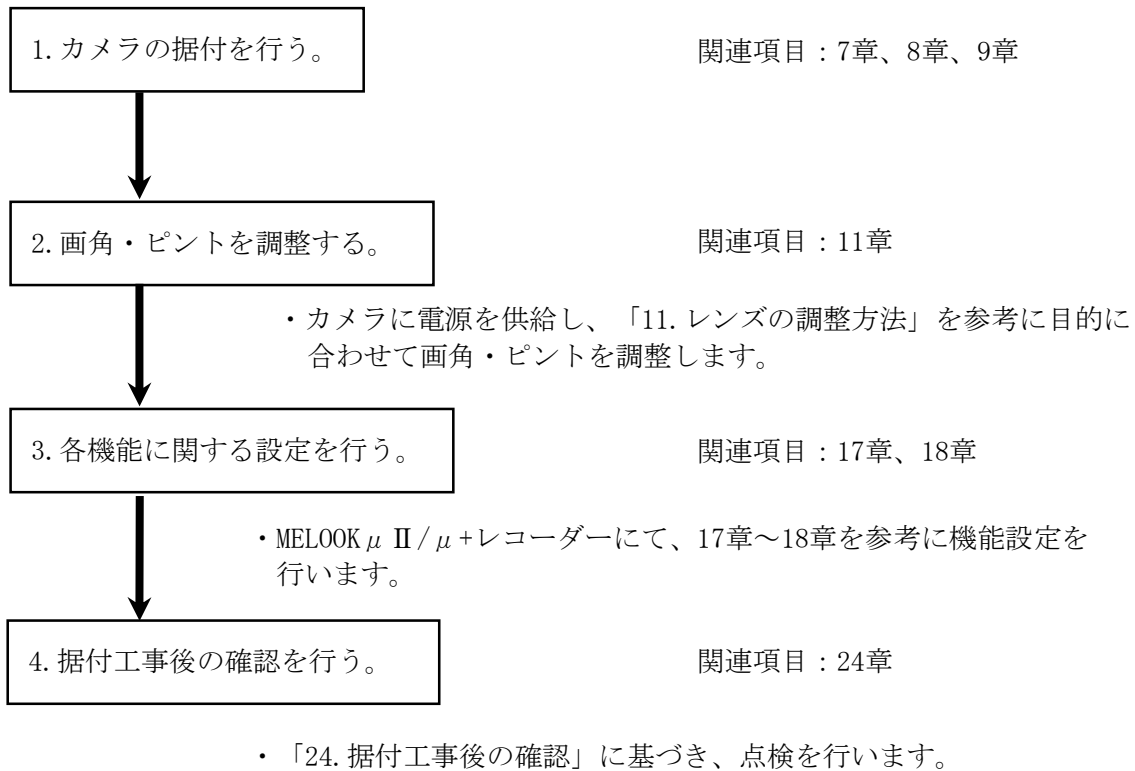 1.カメラの据付を行う。
関連項目：7章、8章、9章
2.画角・ピントを調整する。
関連項目：11章
・カメラに電源を供給し、「11.レンズの調整方法」を参考に目的に
合わせて画角・ピントを調整します。
3.各機能に関する設定を行う。
関連項目：17章、18章
・MELOOKμⅡ/μ+レコーダーにて、17章～18章を参考に機能設定を
行います。
4.据付工事後の確認を行う。
関連項目：24章
・「24.据付工事後の確認」に基づき、点検を行います。